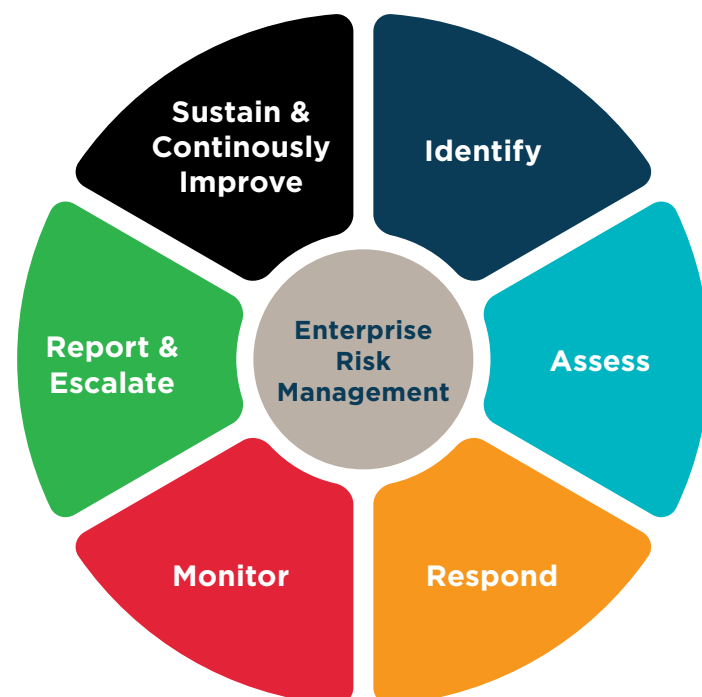 Sustain &
Continously
Improve
Identify
Enterprise
Risk
Management
Report &
Escalate
Assess
Monitor
Respond